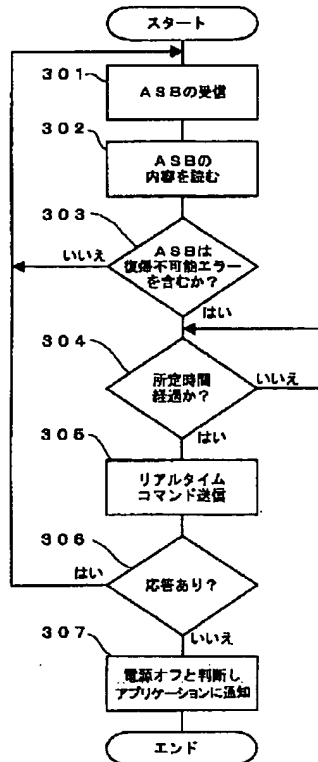 スタート
301
ASBの受信
302
ASBの
内容を読む
303
ASBは
復帰不可能エラー
を含むか？
いいえ
はい
304
所定時間
経過か？
いいえ
はい
305
リアルタイム
コマンド送信
306
はい
応答あり？
いいえ
307
電源オフと判断し
アプリケーションに通知
エンド